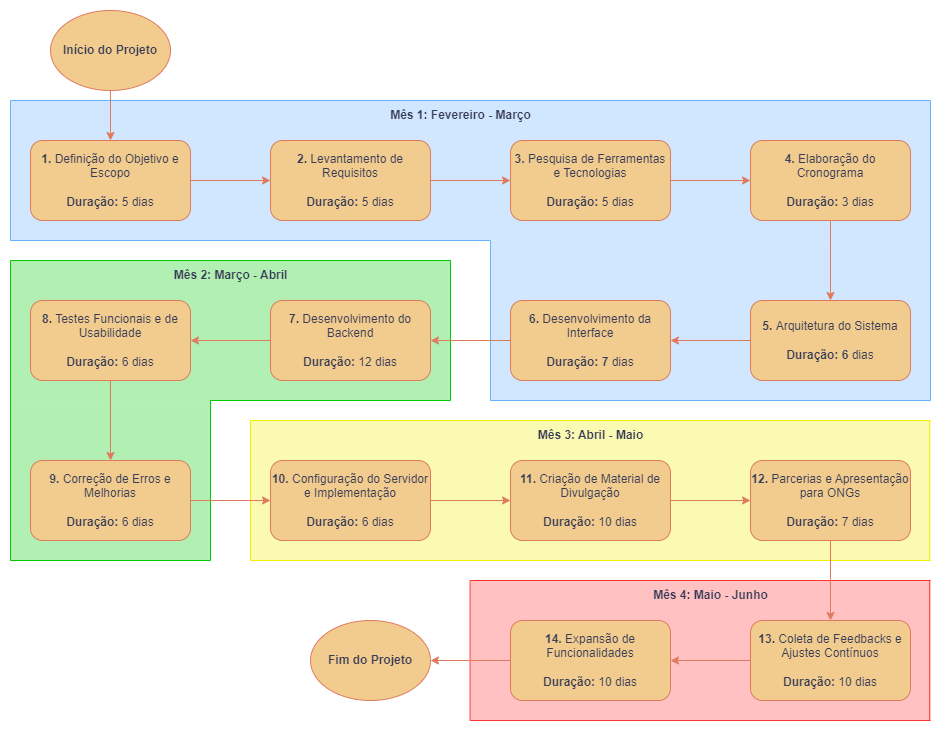 Início do Projeto
Mês 1: Fevereiro - Março
1. Definição do Objetivo e
Escopo
Duração: 5 dias
2. Levantamento de
Requisitos
Duração: 5 dias
3. Pesquisa de Ferramentas
e Tecnologias
Duração: 5 dias
4. Elaboração do
Cronograma
Duração: 3 dias
5. Arquitetura do Sistema
Duração: 6 dias
6. Desenvolvimento da
Interface
Duração: 7 dias
Mês 2: Março - Abril
7. Desenvolvimento do
Backend
Duração: 12 dias
8. Testes Funcionais e de
Usabilidade
Duração: 6 dias
9. Correção de Erros e
Melhorias
Duração: 6 dias
Mês 3: Abril - Maio
10. Configuração do Servidor
e Implementação
Duração: 6 dias
11. Criação de Material de
Divulgação
Duração: 10 dias
12. Parcerias e Apresentação
para ONGs
Duração: 7 dias
Mês 4: Maio - Junho
13. Coleta de Feedbacks e
Ajustes Contínuos
Duração: 10 dias
14. Expansão de
Funcionalidades
Duração: 10 dias
Fim do Projeto